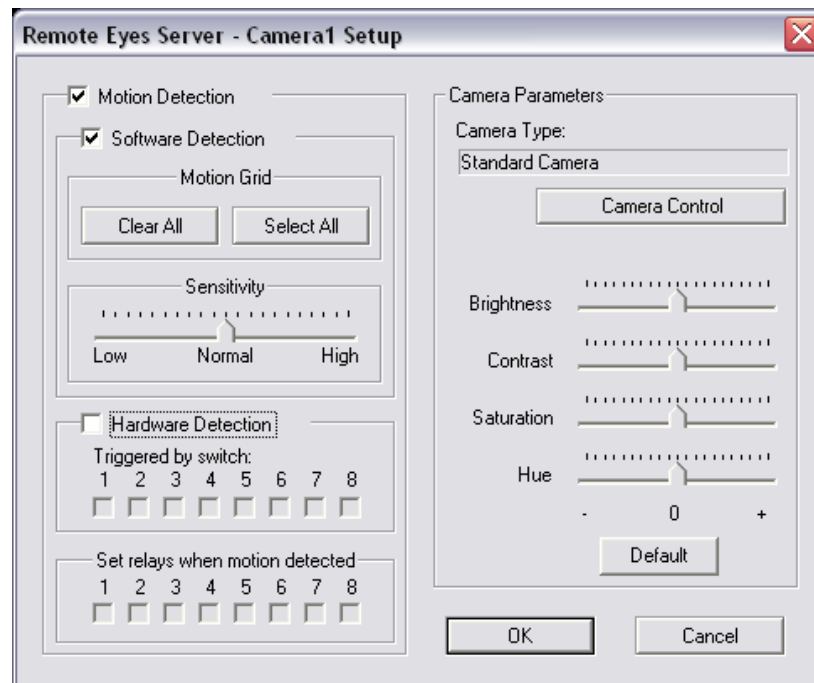 Remote Eyes Server - Camera1 Setup
Motion Detection
Software Detection
Motion Grid
Clear All Select All
Sensitivity
Low Normal High
Hardware Detection
Triggered by switch:
1 2 3 4 5 6 7 8
Set relays when motion detected
1 2 3 4 5 6 7 8
Camera Parameters
Camera Type:
Standard Camera
Camera Control
Brightness
Contrast
Saturation
Hue
- 0 +
Default
OK Cancel